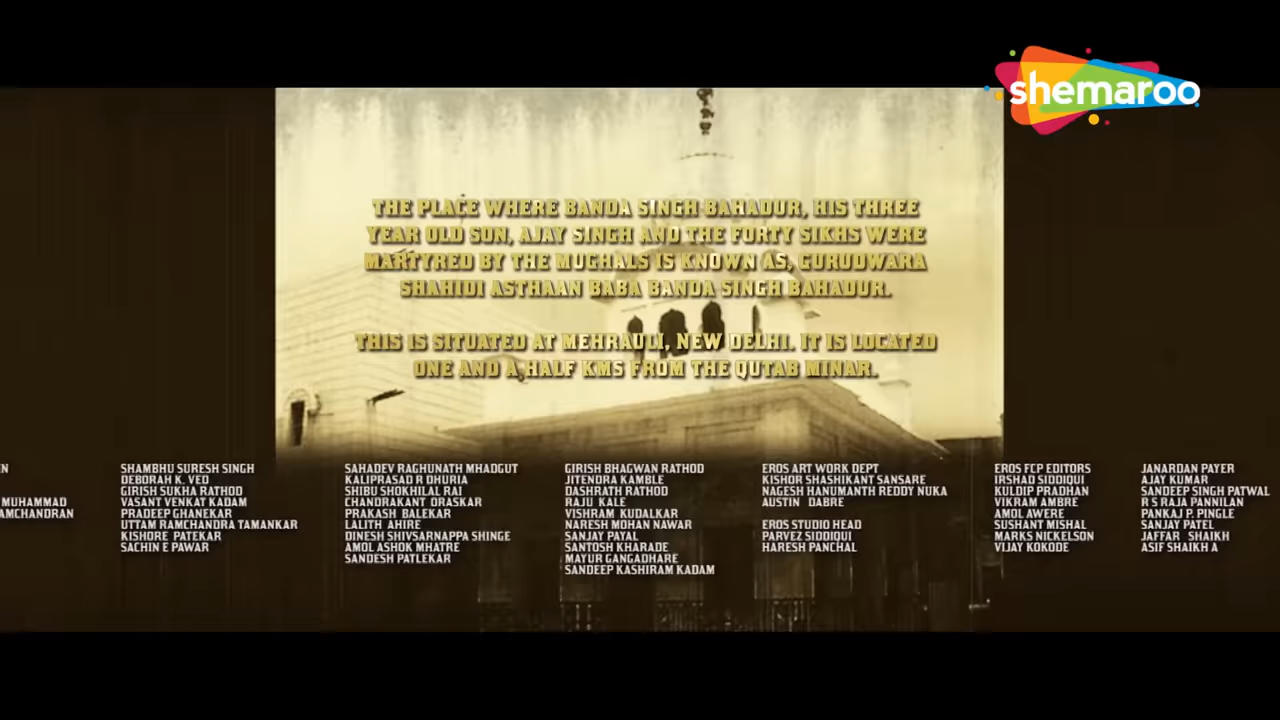 shemaroo
THE PLACE WHERE BANDA SINGH BAHADUR, HIS THREE
YEAR OLD SON, AJAY SINGH AND THE FORTY SIKHS WERE
MARTYRED BY THE MUGHALS IS KNOWN AS, GURUDWARA
SHAHIDI ASTHAAN BABA BANDA SINGH BAHADUR.
THIS IS SITUATED AT MEHRAULI, NEW DELHI. IT IS LOCATED
ONE AND A HALF KMS FROM THE QUTAB MINAR.
MUHAMMAD
SHAMBHU SURESH SINGH
DEBORAH K. VED
GIRISH SUKHA RATHOD
VASANT VENKAT KADAM
PRADEEP GHANEKAR
UTTAM RAMCHANDRA TAMANKAR
KISHORE PATEKAR
SACHIN E PAWAR
SAHADEV RAGHUNATH MHADGUT
KALIPRASAD R DHURIA
SHIBU SHOKHILAL RAI
CHANDRAKANT ORASKAR
PRAKASH BALEKAR
LALITH AHIRE
DINESH SHIVSARNAPPA SHINGE
AMOL ASHOK MHATRE
SANDESH PATLEKAR
GIRISH BHAGWAN RATHOD
JITENDRA KAMBLE
DASHRATH RATHOD
RAJU KALE
VISHRAM KUDALKAR
NARESH MOHAN NAWAR
SANJAY PAYAL
SANTOSH KHARADE
MAYUR GANGADHARE
SANDEEP KASHIRAM KADAM
EROS ART WORK DEPT
KISHOR SHASHIKANT SANSARE
NAGESH HANUMANTH REDDY NUKA
AUSTIN DABRE
EROS STUDIO HEAD
PARVEZ SIDDIQUI
HARESH PANCHAL
EROS FCP EDITORS
IRSHAD SIDDIQUI
KULDIP PRADHAN
VIKRAM AMBRE
AMOL AWERE
SUSHANT MISHAL
MARKS NICKELSON
VIJAY KOKODE
JANARDAN PAYER
AJAY KUMAR
SANDEEP SINGH PATWAL
R S RAJA PANNILAN
PANKAJ P. PINGLE
SANJAY PATEL
JAFFAR SHAIKH
ASIF SHAIKH A